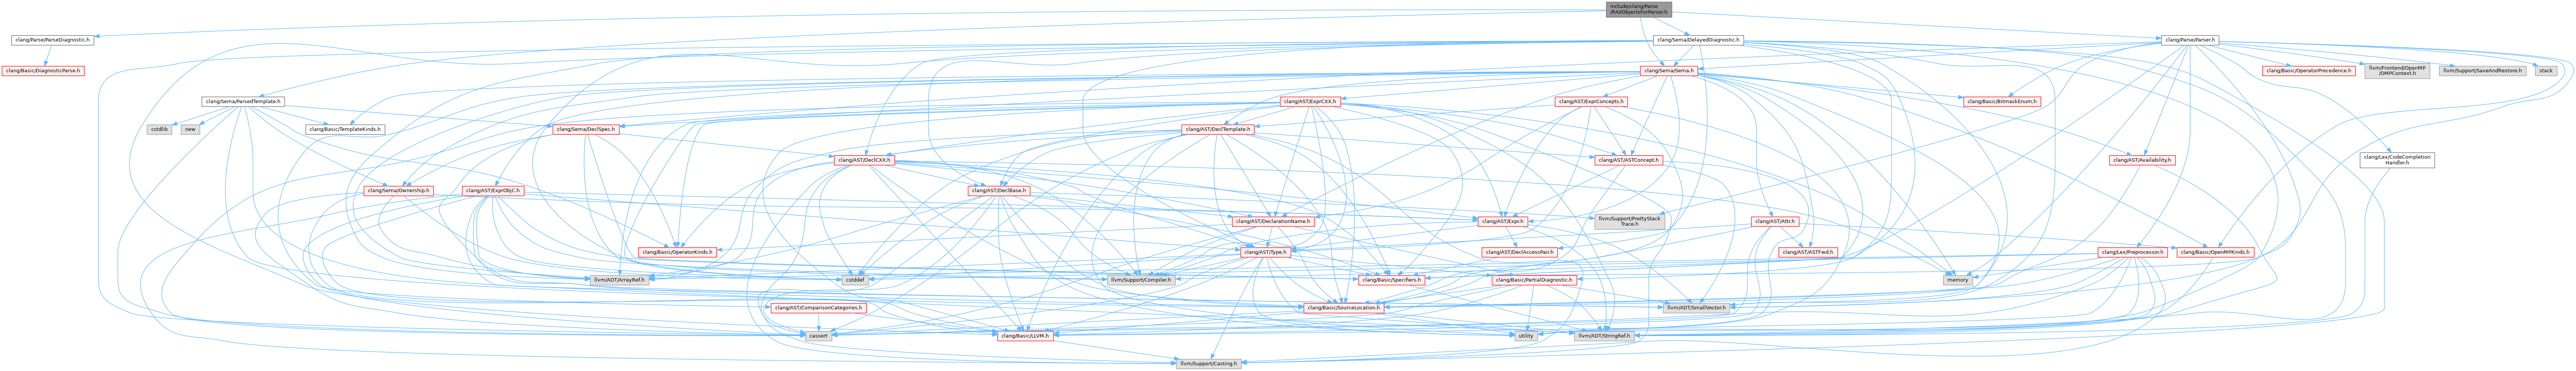 include/clang/Parse
/RAIIObjectsForParser.h
clang/Parse/ParseDiagnostic.h
clang/Sema/DelayedDiagnostic.h
clang/Parse/Parser.h
clang/Basic/DiagnosticParse.h
clang/Sema/Sema.h
clang/Basic/OperatorPrecedence.h
llvm/Frontend/OpenMP
/OMPContext.h
llvm/Support/SaveAndRestore.h
stack
clang/Sema/ParsedTemplate.h
clang/AST/ExprCXX.h
clang/AST/ExprConcepts.h
clang/Basic/BitmaskEnum.h
cstdlib
new
clang/Basic/TemplateKinds.h
clang/Sema/DeclSpec.h
clang/AST/DeclTemplate.h
clang/AST/DeclCXX.h
clang/AST/ASTConcept.h
clang/AST/Availability.h
clang/Lex/CodeCompletion
Handler.h
clang/Sema/Ownership.h
clang/AST/ExprObjC.h
clang/AST/DeclBase.h
clang/AST/DeclarationName.h
clang/AST/Expr.h
llvm/Support/PrettyStack
Trace.h
clang/AST/Attr.h
clang/Basic/OperatorKinds.h
clang/AST/Type.h
clang/AST/DeclAccessPair.h
clang/AST/ASTFwd.h
clang/Lex/Preprocessor.h
clang/Basic/OpenMPKinds.h
llvm/ADT/ArrayRef.h
cstddef
llvm/Support/Compiler.h
clang/Basic/Specifiers.h
clang/Basic/PartialDiagnostic.h
memory
clang/AST/ComparisonCategories.h
clang/Basic/SourceLocation.h
llvm/ADT/SmallVector.h
cassert
clang/Basic/LLVM.h
utility
llvm/ADT/StringRef.h
llvm/Support/Casting.h